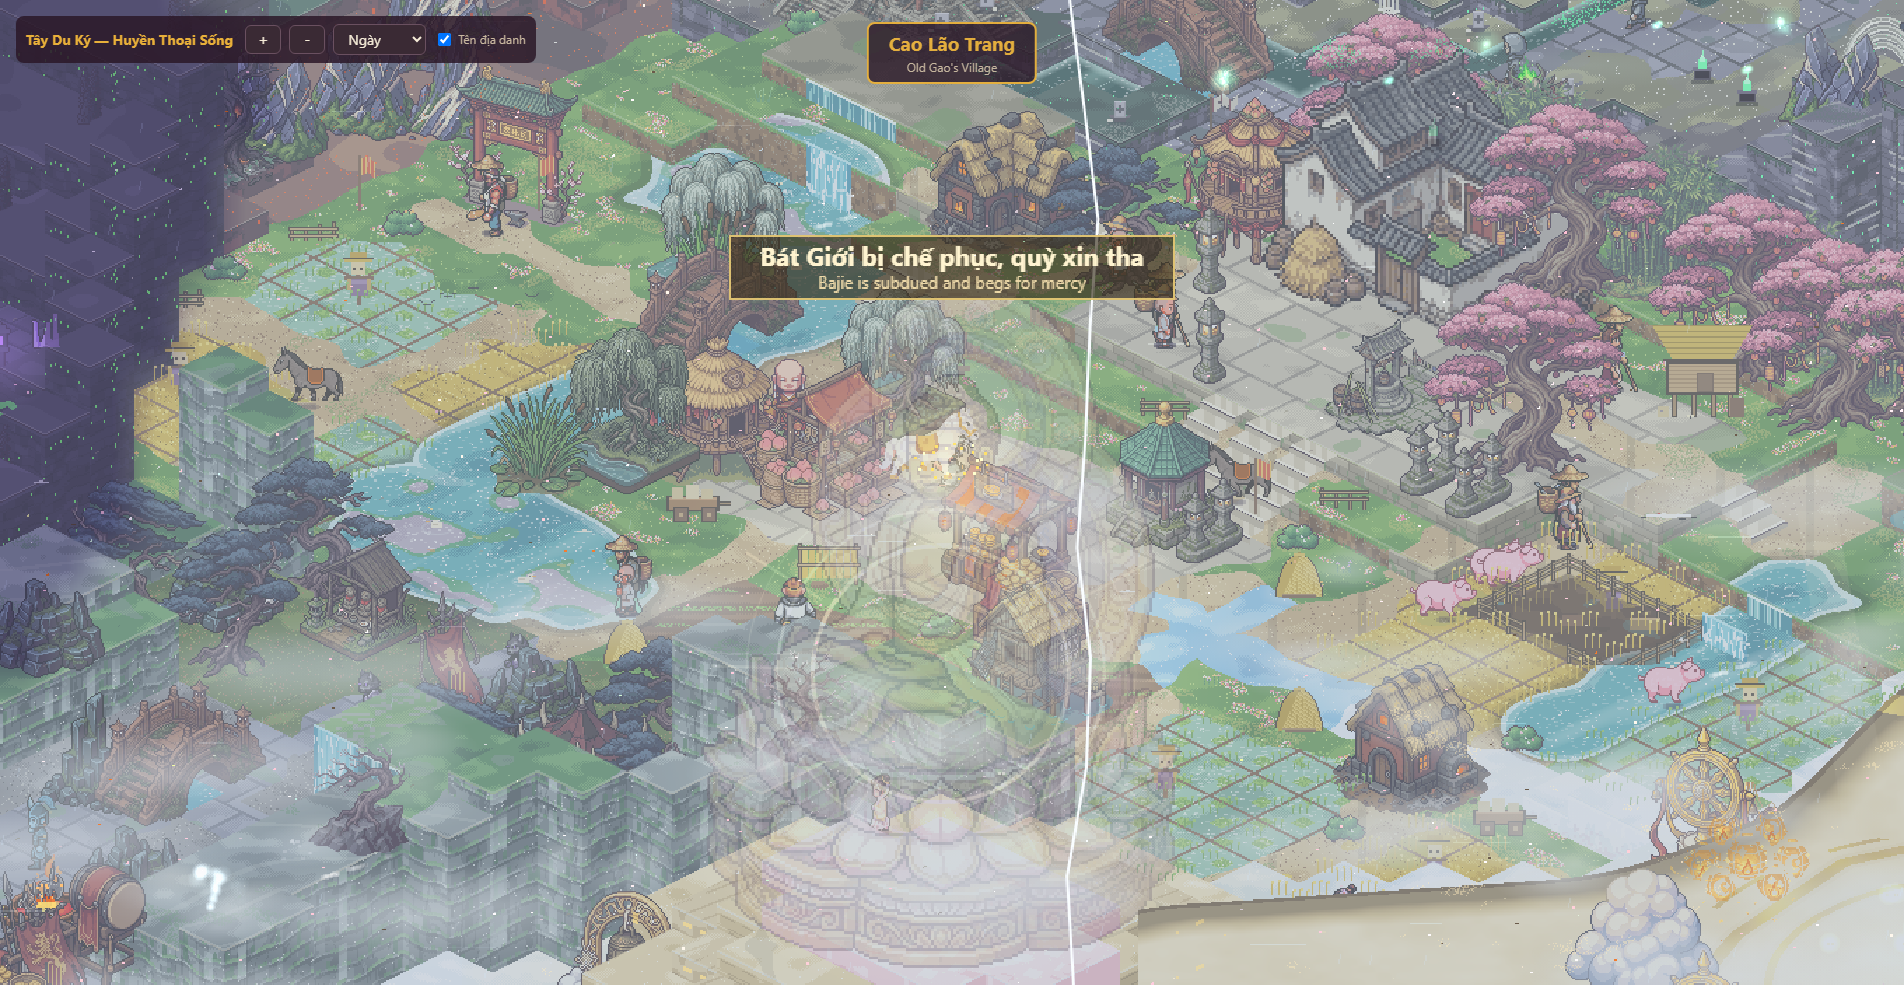 Tây Du Ký — Huyền Thoại Sống
+
-
Ngày
Tên địa danh
Cao Lão Trang
Old Gao's Village
Bát Giới bị chế phục, quỳ xin tha
Bajie is subdued and begs for mercy